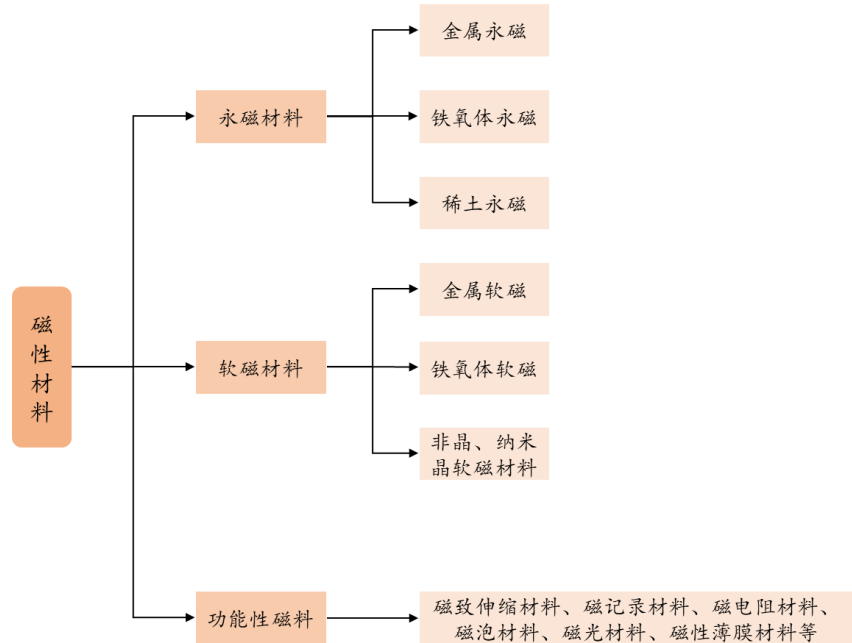 磁性材料
永磁材料
金属永磁
铁氧体永磁
稀土永磁
软磁材料
金属软磁
铁氧体软磁
非晶、纳米
晶软磁材料
功能性磁料
磁致伸缩材料、磁记录材料、磁电阻材料、
磁泡材料、磁光材料、磁性薄膜材料等